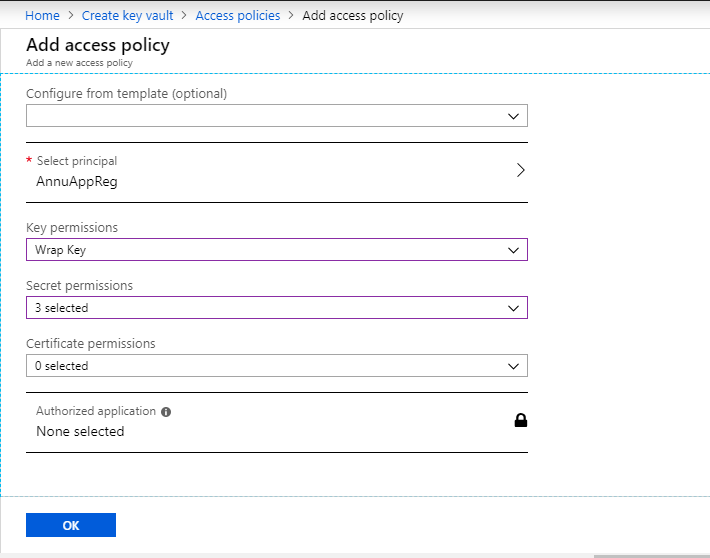 Home > Create key vault > Access policies > Add access policy
Add access policy
Add a new access policy
Configure from template (optional)
* Select principal
AnnuAppReg
Key permissions
Wrap Key
Secret permissions
3 selected
Certificate permissions
0 selected
Authorized application
None selected
OK